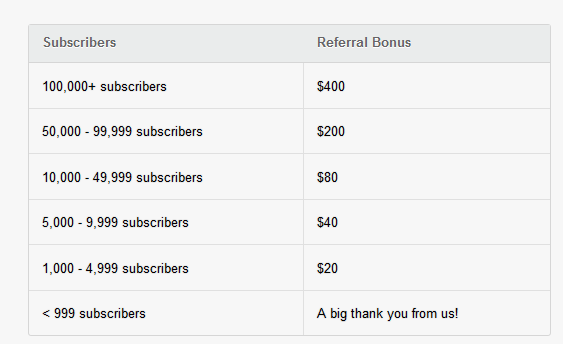 Subscribers Referral Bonus
100,000+ subscribers $400
50,000 - 99,999 subscribers $200
10,000 - 49,999 subscribers $80
5,000 - 9,999 subscribers $40
1,000 - 4,999 subscribers $20
< 999 subscribers A big thank you from us!